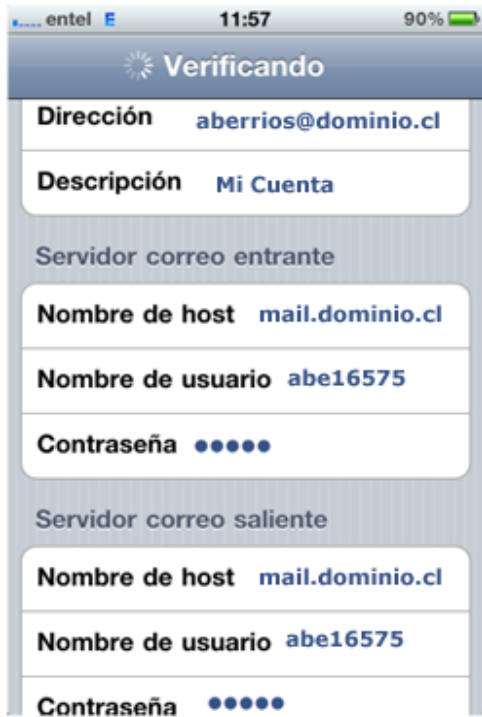 entel E 11:57 90%
Verificando
Dirección aberrios@dominio.cl
Descripción Mi Cuenta
Servidor correo entrante
Nombre de host mail.dominio.cl
Nombre de usuario abe16575
Contraseña ●●●●●
Servidor correo saliente
Nombre de host mail.dominio.cl
Nombre de usuario abe16575
Contraseña ●●●●●